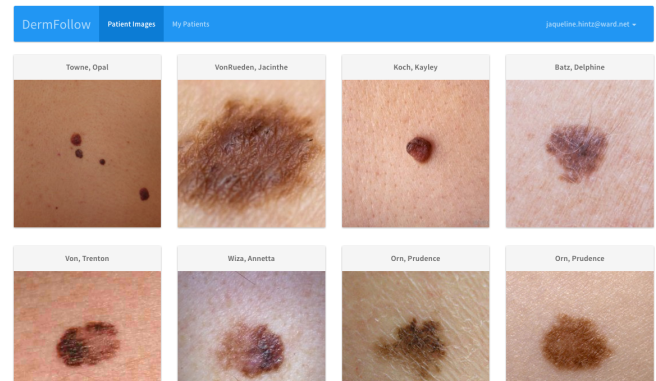 DermFollow Patient Images My Patients jaqueline.hintz@ward.net
Towne, Opal VonRueden, Jacinthe Koch, Kayley Batz, Delphine
Von, Trenton Wiza, Annetta Orn, Prudence Orn, Prudence